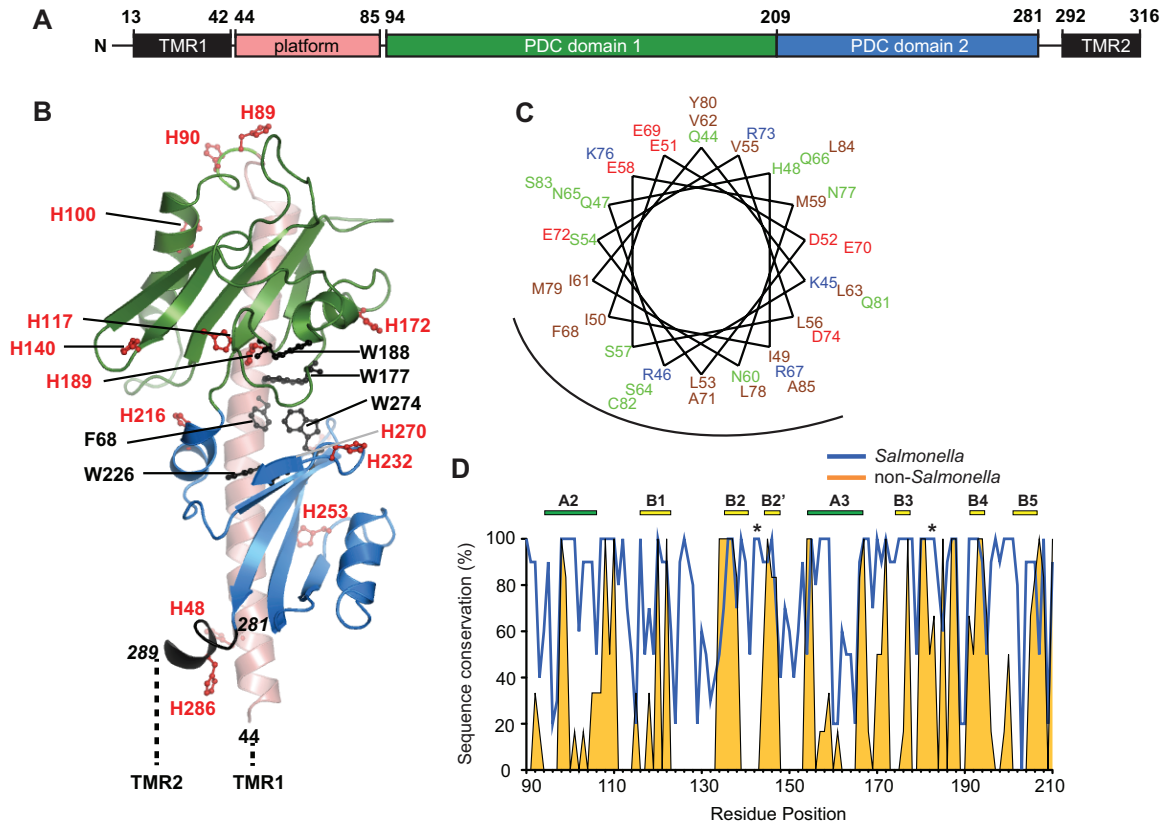 A
13 42 44 85 94 209 281 292 316
N TMR1 platform PDC domain 1 PDC domain 2 TMR2
B
H89
H90
H100
H117
H140
H189
H172
W188
W177
W274
H216
F68
H270
H232
W226
H253
H48
281
289
H286
44
TMR2 TMR1
C
Y80
V62
Q44
E69
E51
R73
V55
K76
E58
L84
Q66
H48
S83
N65
Q47
N77
M59
E72
S54
D52
E70
M79
I61
K45
L63
Q81
F68
I50
L56
D74
S57
I49
R67
A85
R46
S64
C82
L53
A71
N60
L78
D
Salmonella
non-Salmonella
A2 B1 B2 B2' A3 B3 B4 B5
* *
Sequence conservation (%)
100
80
60
40
20
0
90 110 130 150 170 190 210
Residue Position